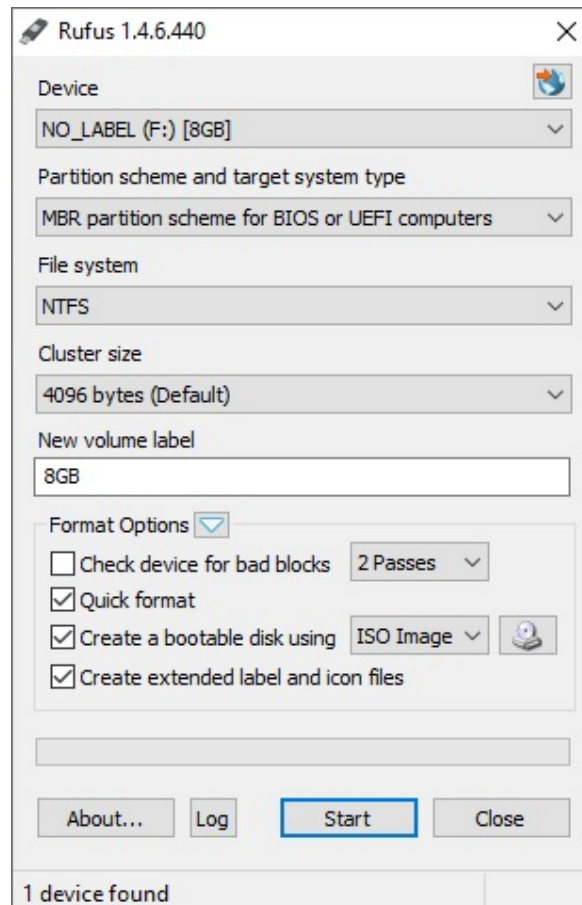 Rufus 1.4.6.440
Device
NO_LABEL (F:) [8GB]
Partition scheme and target system type
MBR partition scheme for BIOS or UEFI computers
File system
NTFS
Cluster size
4096 bytes (Default)
New volume label
8GB
Format Options
Check device for bad blocks 2 Passes
Quick format
Create a bootable disk using ISO Image
Create extended label and icon files
About... Log Start Close
1 device found